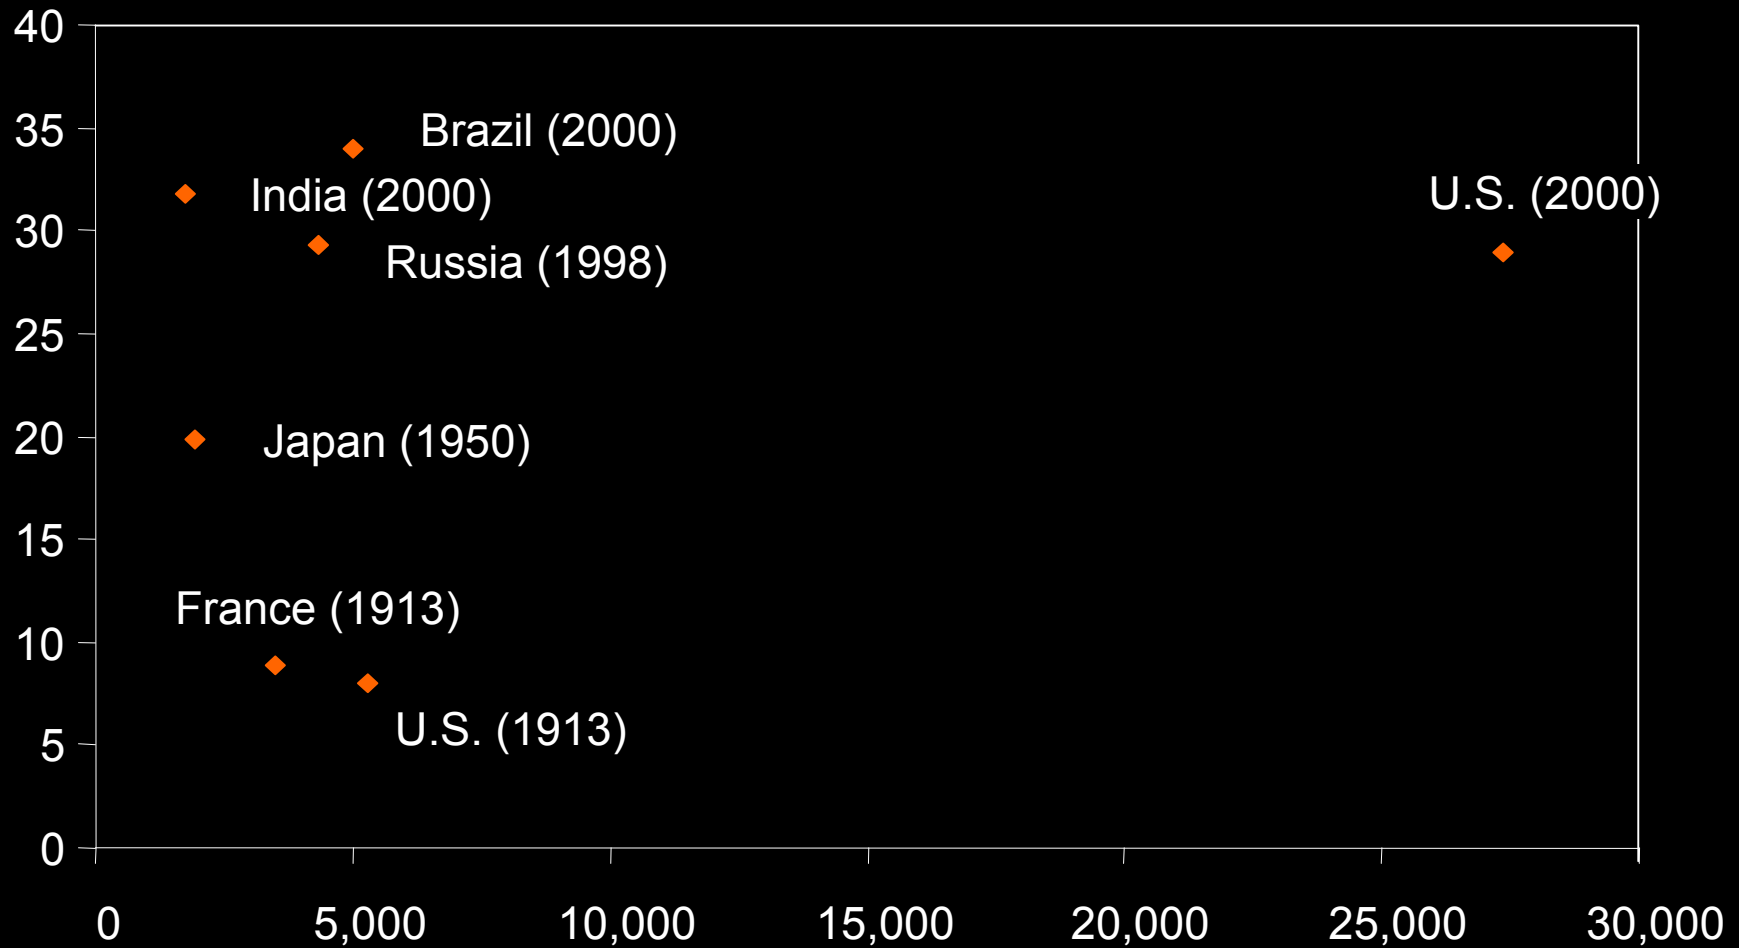 40
35
Brazil (2000)
India (2000)
U.S. (2000)
30
Russia (1998)
25
20
Japan (1950)
15
France (1913)
10
U.S. (1913)
5
0
0 5,000 10,000 15,000 20,000 25,000 30,000